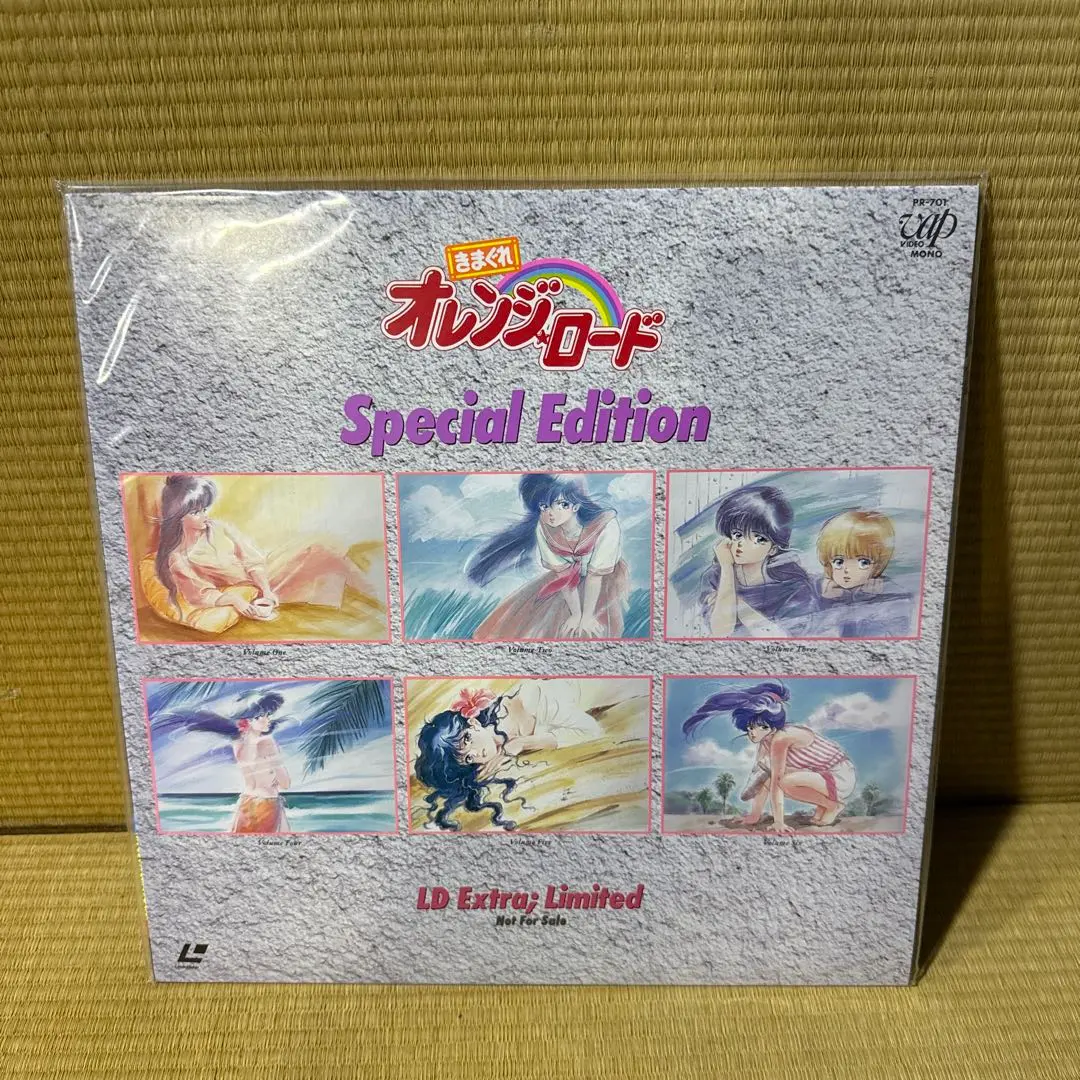 PR-701
vap
VIDEO
MONO
きまぐれ
オレンジ☆ロード
Special Edition
Volume One
Volume Two
Volume Three
Volume Four
Volume Five
Volume Six
LD Extra; Limited
Not For Sale